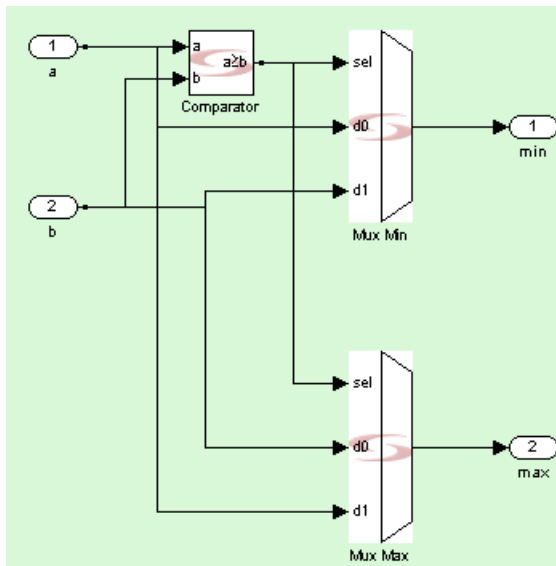 1
a
2
b
a
b
a≥b
Comparator
sel
d0
d1
Mux Min
1
min
sel
d0
d1
Mux Max
2
max